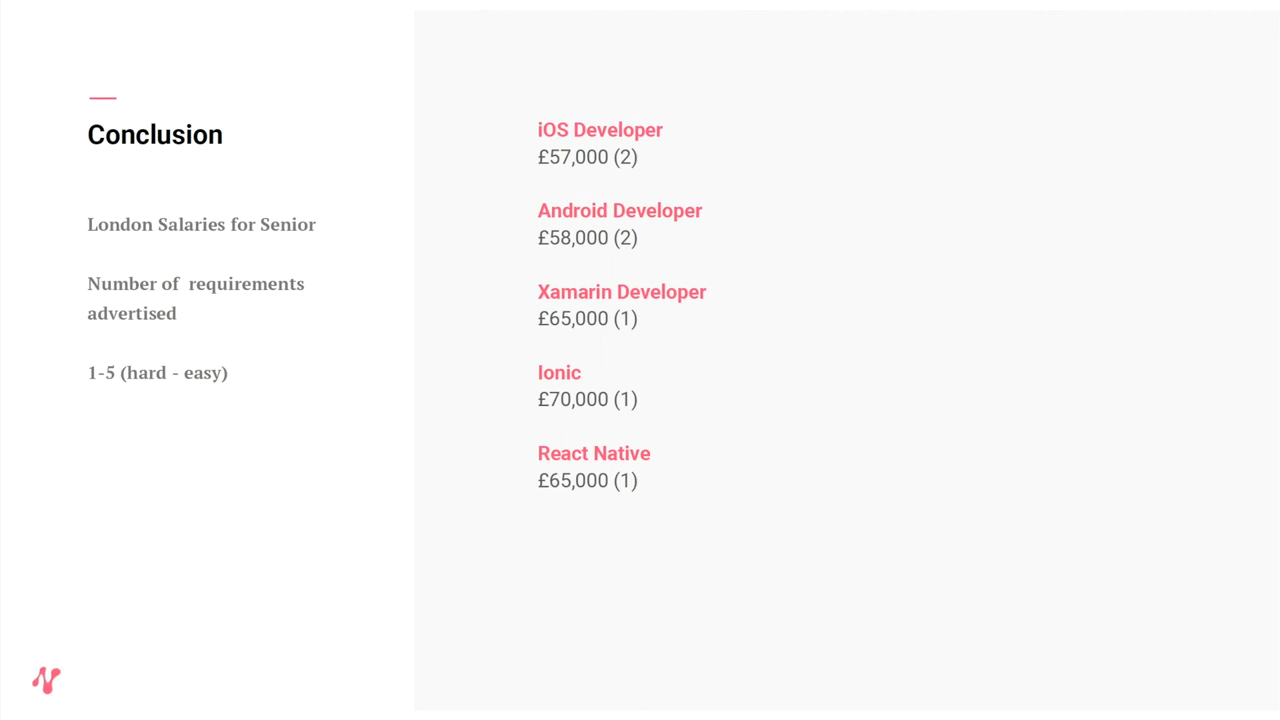 Conclusion
London Salaries for Senior
Number of  requirements
advertised
1-5 (hard - easy)
iOS Developer
£57,000 (2)
Android Developer
£58,000 (2)
Xamarin Developer
£65,000 (1)
Ionic
£70,000 (1)
React Native
£65,000 (1)